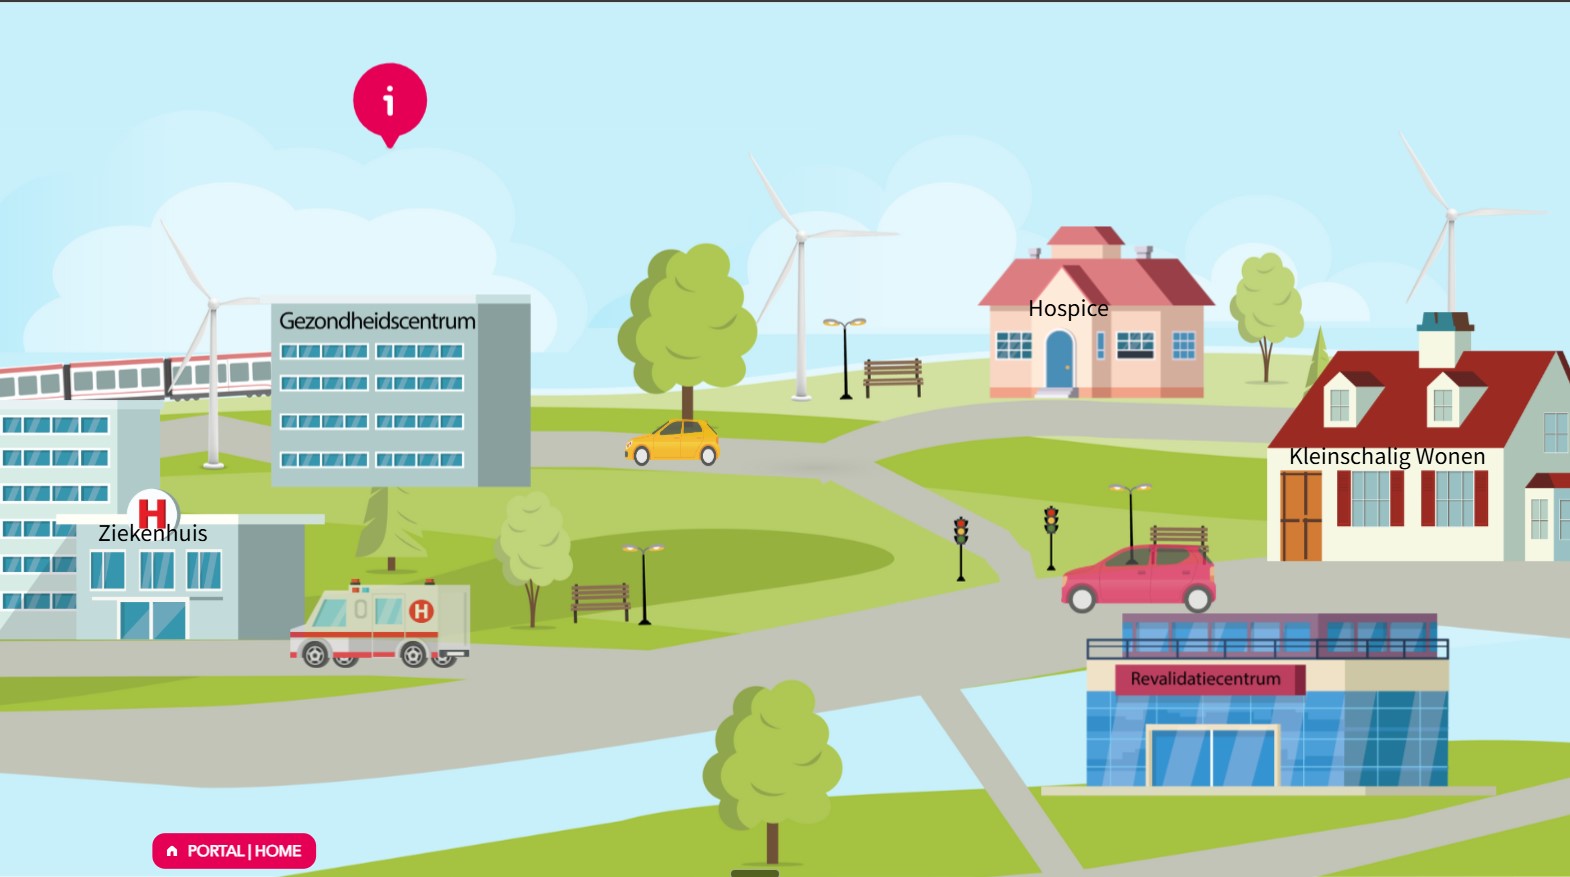 i
Gezondheidscentrum
Hospice
Kleinschalig Wonen
H
Ziekenhuis
H
Revalidatiecentrum
PORTAL | HOME